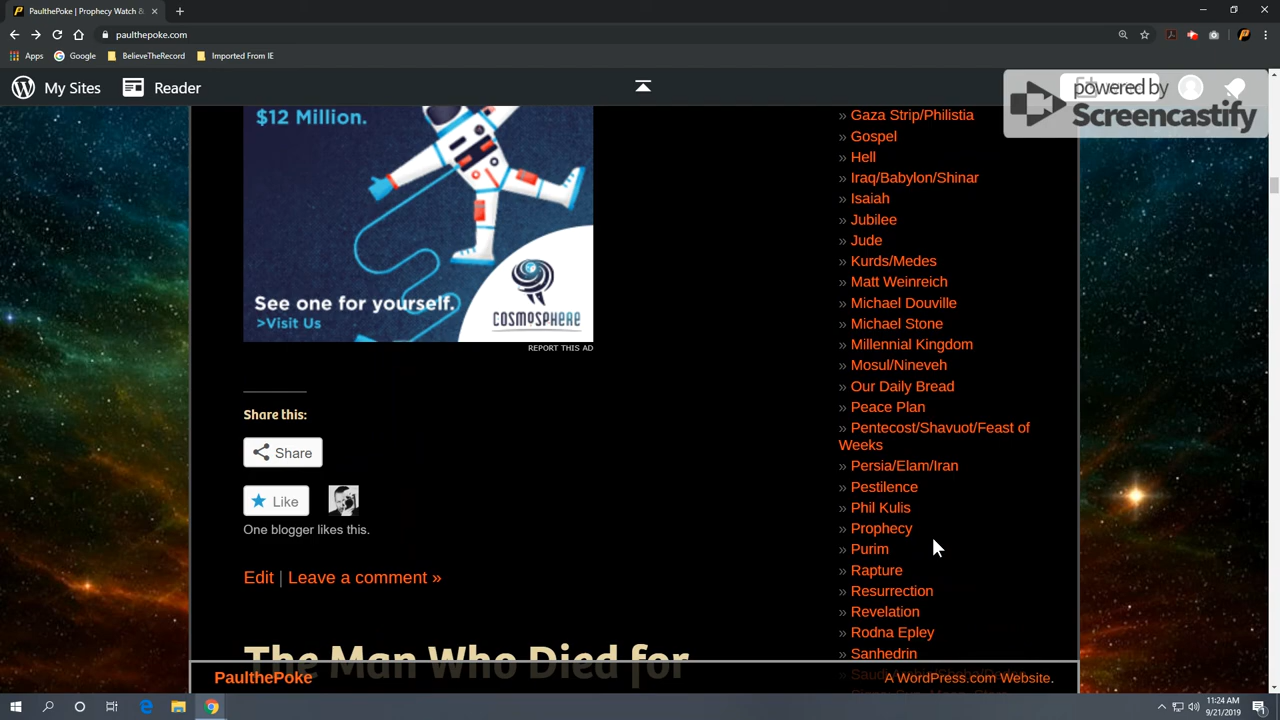 PaulthePoke | Prophecy Watch &
paulthepoke.com
Apps Google BelieveTheRecord Imported From IE
My Sites Reader
powered by
Screencastify
$12 Million.
See one for yourself.
>Visit Us
COSMOSPHERE
REPORT THIS AD
Share this:
Share
Like
One blogger likes this.
Edit | Leave a comment »
The Man Who Died for
» Gaza Strip/Philistia
» Gospel
» Hell
» Iraq/Babylon/Shinar
» Isaiah
» Jubilee
» Jude
» Kurds/Medes
» Matt Weinreich
» Michael Douville
» Michael Stone
» Millennial Kingdom
» Mosul/Nineveh
» Our Daily Bread
» Peace Plan
» Pentecost/Shavuot/Feast of
Weeks
» Persia/Elam/Iran
» Pestilence
» Phil Kulis
» Prophecy
» Purim
» Rapture
» Resurrection
» Revelation
» Rodna Epley
» Sanhedrin
PaulthePoke
A WordPress.com Website.
11:24 AM
9/21/2019